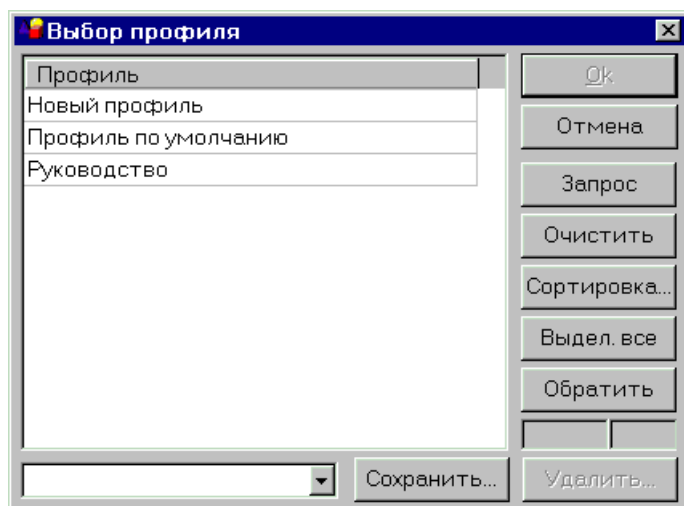 Выбор профиля
Профиль
Новый профиль
Профиль по умолчанию
Руководство
Ok
Отмена
Запрос
Очистить
Сортировка...
Выдел. все
Обратить
Сохранить...
Удалить...